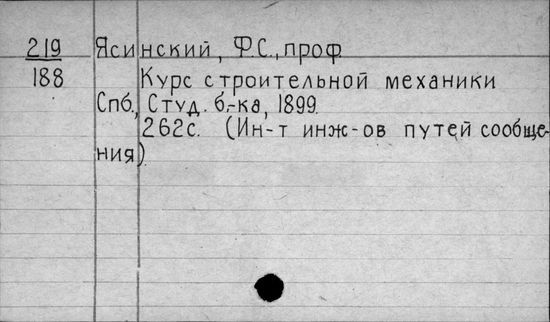 219 Ясинский, Ф.С., проф.
188 Курс строительной механики
Спб., Студ. б-ка, 1899.
262с. (Ин-т инж-ов путей сообще-
ния)